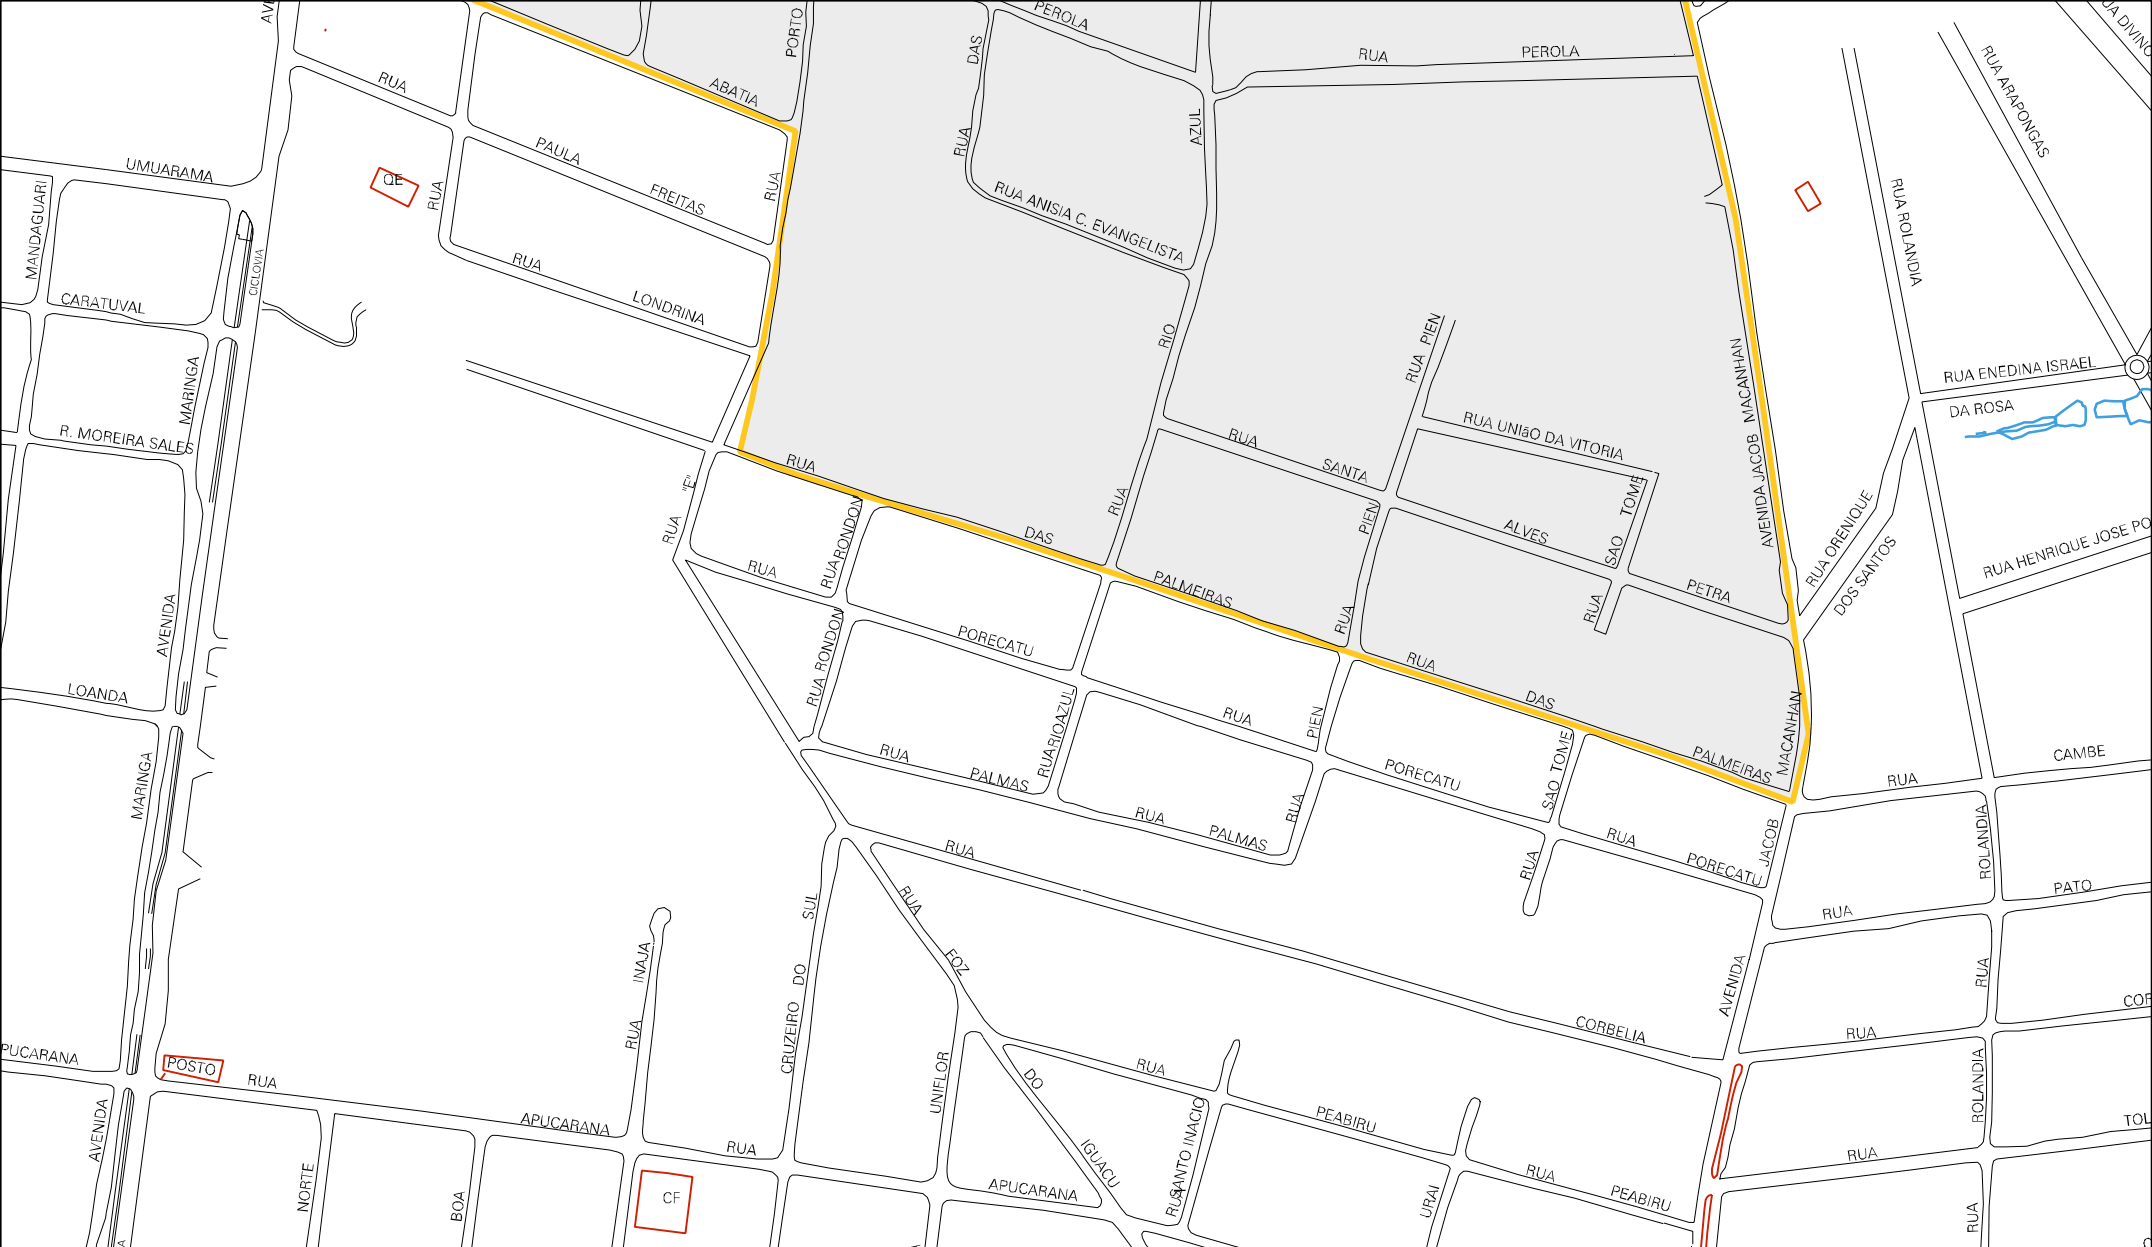 PEROLA
RUA
PEROLA
PORTO
DAS
RUA
ABATIA
AZUL
RUA
RUA ARAPONGAS
PAULA
FREITAS
RUA
UMUARAMA
MANDAGUARI
QE
RUA
RUA ANISIA C. EVANGELISTA
RUA ROLANDIA
CICLOVIA
RUA
LONDRINA
CARATUVAL
MARINGA
RIO
RUA PIEN
AVENIDA JACOB MACANHAN
RUA ENEDINA ISRAEL
DA ROSA
R. MOREIRA SALES
RUA
SANTA
RUA UNIãO DA VITORIA
RUA
"E"
RUA
RUA RONDON
RUA
DAS
PIEN
ALVES
SAO TOME
RUA ORENIQUE
DOS SANTOS
RUA HENRIQUE JOSE PO
RUA
PALMEIRAS
RUA
RUA
PETRA
AVENIDA
RUA RONDON
PORECATU
RUA
DAS
LOANDA
RUA RIO AZUL
RUA
PIEN
PALMEIRAS
MACANHAN
MARINGA
RUA
PALMAS
RUA
PALMAS
RUA
PORECATU
SAO TOME
RUA
RUA
PORECATU
JACOB
RUA
CAMBE
ROLANDIA
RUA
RUA
PATO
SUL
FOZ
INAJA
DO
RUA
CRUZEIRO
CORBELIA
AVENIDA
RUA
RUA
COR
PUCARANA
POSTO
RUA
APUCARANA
RUA
UNIFLOR
DO
RUA
PEABIRU
ROLANDIA
TOL
AVENIDA
NORTE
BOA
CF
APUCARANA
IGUACU
RUA SANTO INACIO
URAI
RUA
PEABIRU
RUA
RUA